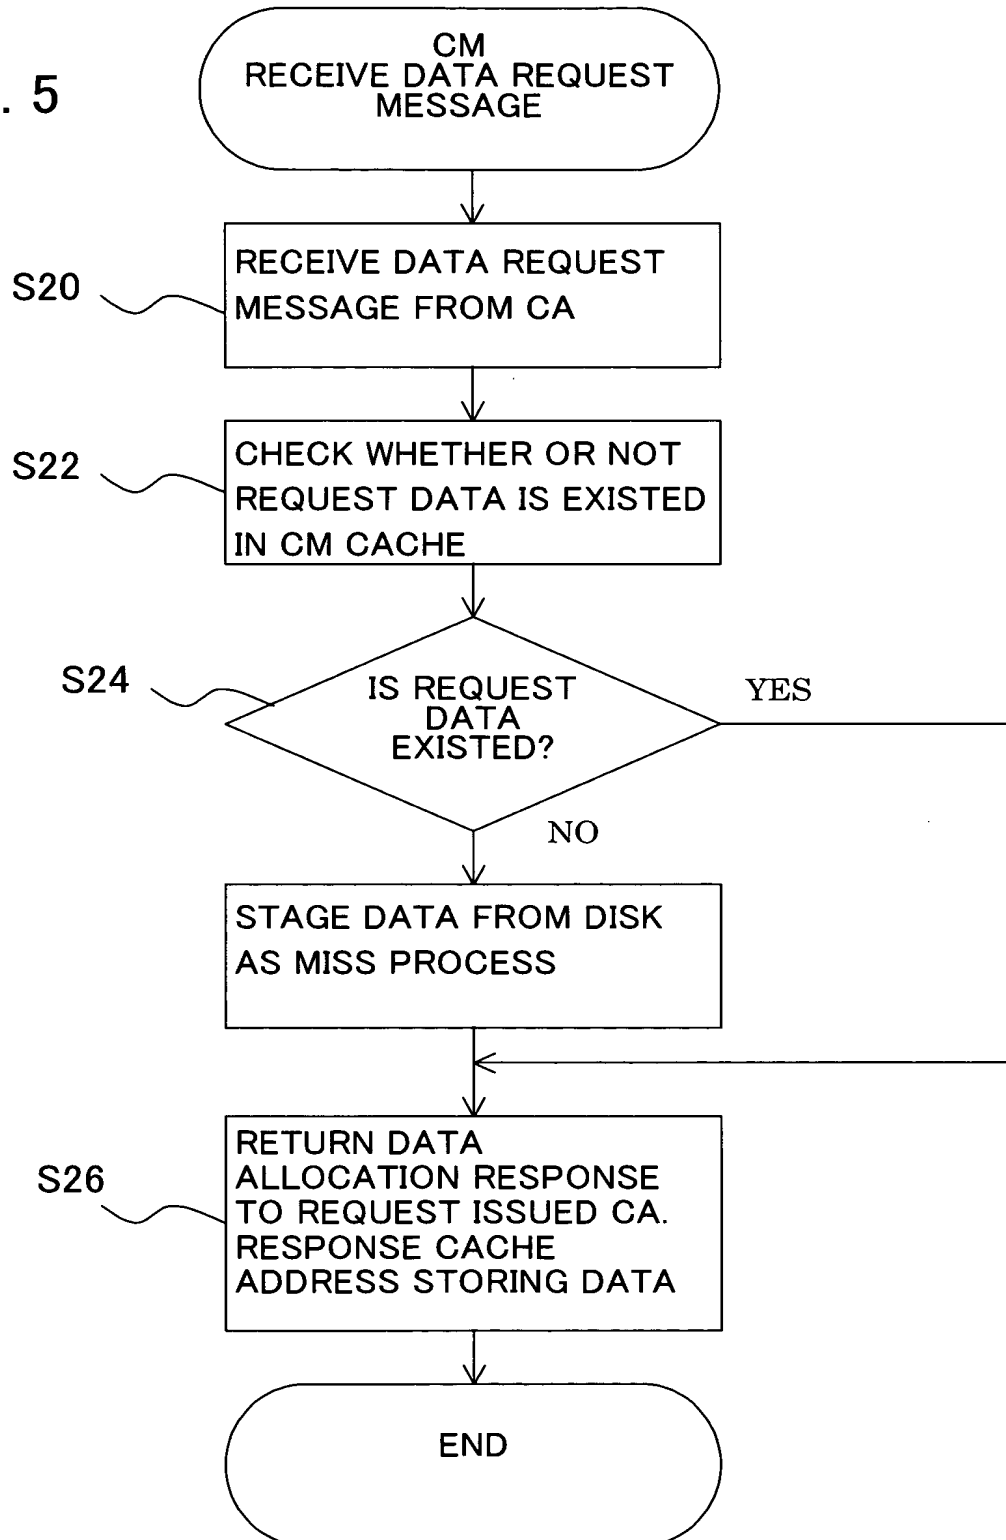 CM
RECEIVE DATA REQUEST
MESSAGE
. 5
RECEIVE DATA REQUEST
MESSAGE FROM CA
S20
CHECK WHETHER OR NOT
REQUEST DATA IS EXISTED
IN CM CACHE
S22
S24
IS REQUEST
DATA
EXISTED?
YES
NO
STAGE DATA FROM DISK
AS MISS PROCESS
RETURN DATA
ALLOCATION RESPONSE
TO REQUEST ISSUED CA.
RESPONSE CACHE
ADDRESS STORING DATA
S26
END